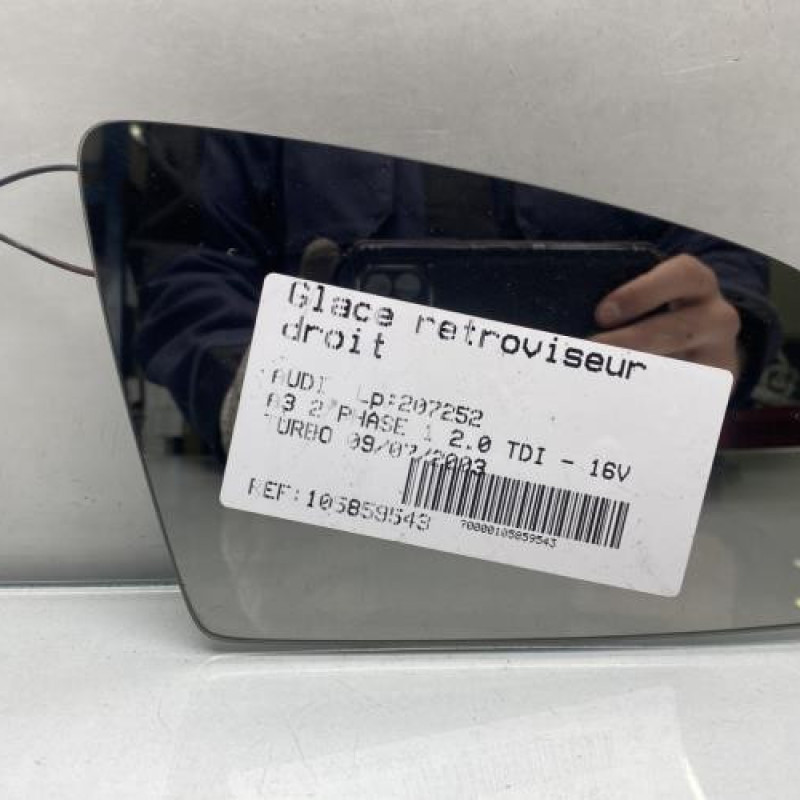 Glace retroviseur
droit
AUDI Lp:207252
A3 2 PHASE 1 2.0 TDI - 16V
TURBO 09/07/2003
REF:105859543
70000105859543